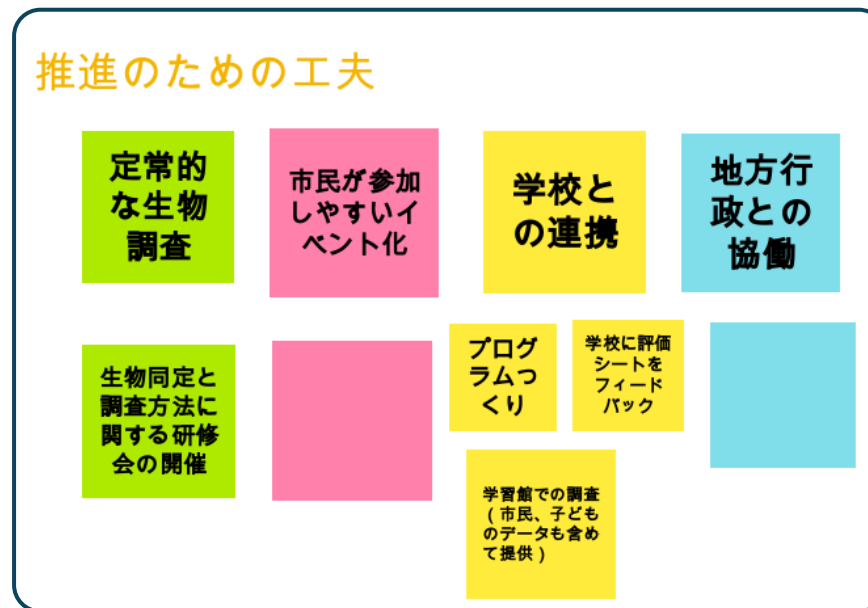 推進のための工夫
定常的
な生物
調査
市民が参加
しやすいイ
ベント化
学校と
の連携
地方行
政との
協働
生物同定と
調査方法に
関する研修
会の開催
プログ
ラムつ
くり
学校に評価
シートを
フィード
バック
学習館での調査
(市民、子ども
のデータも含め
て提供)